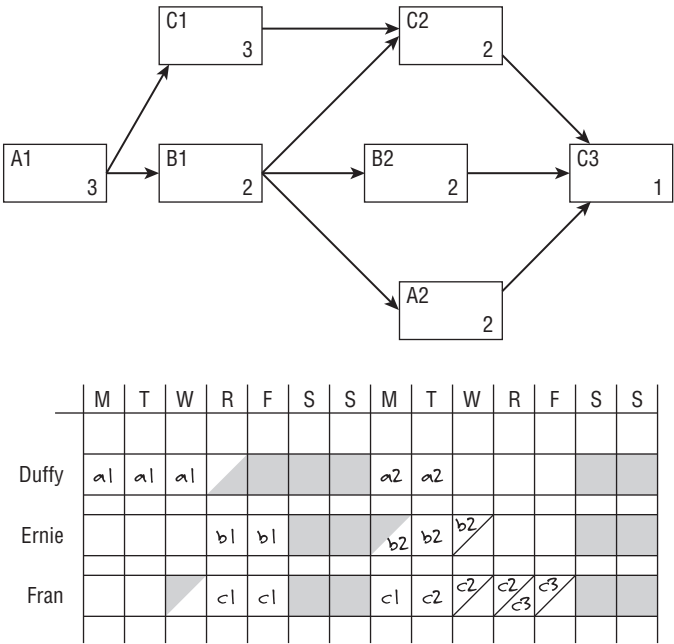 C1
3
C2
2
A1
3
B1
2
B2
2
C3
1
A2
2
M T W R F S S M T W R F S S
Duffy a1 a1 a1 a2 a2
Ernie b1 b1 b2 b2 b2
Fran c1 c1 c1 c2 c2 c2 c3 c3